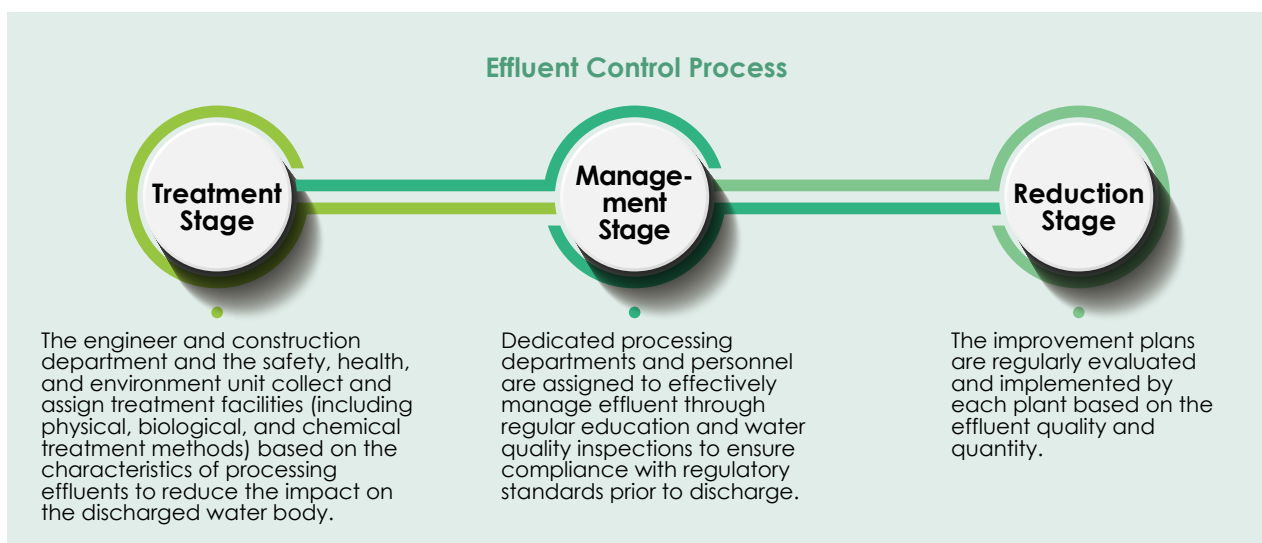 Effluent Control Process
Treatment
Stage
The engineer and construction
department and the safety, health,
and environment unit collect and
assign treatment facilities (including
physical, biological, and chemical
treatment methods) based on the
characteristics of processing
effluents to reduce the impact on
the discharged water body.
Manage-
ment
Stage
Dedicated processing
departments and personnel
are assigned to effectively
manage effluent through
regular education and water
quality inspections to ensure
compliance with regulatory
standards prior to discharge.
Reduction
Stage
The improvement plans
are regularly evaluated
and implemented by
each plant based on the
effluent quality and
quantity.